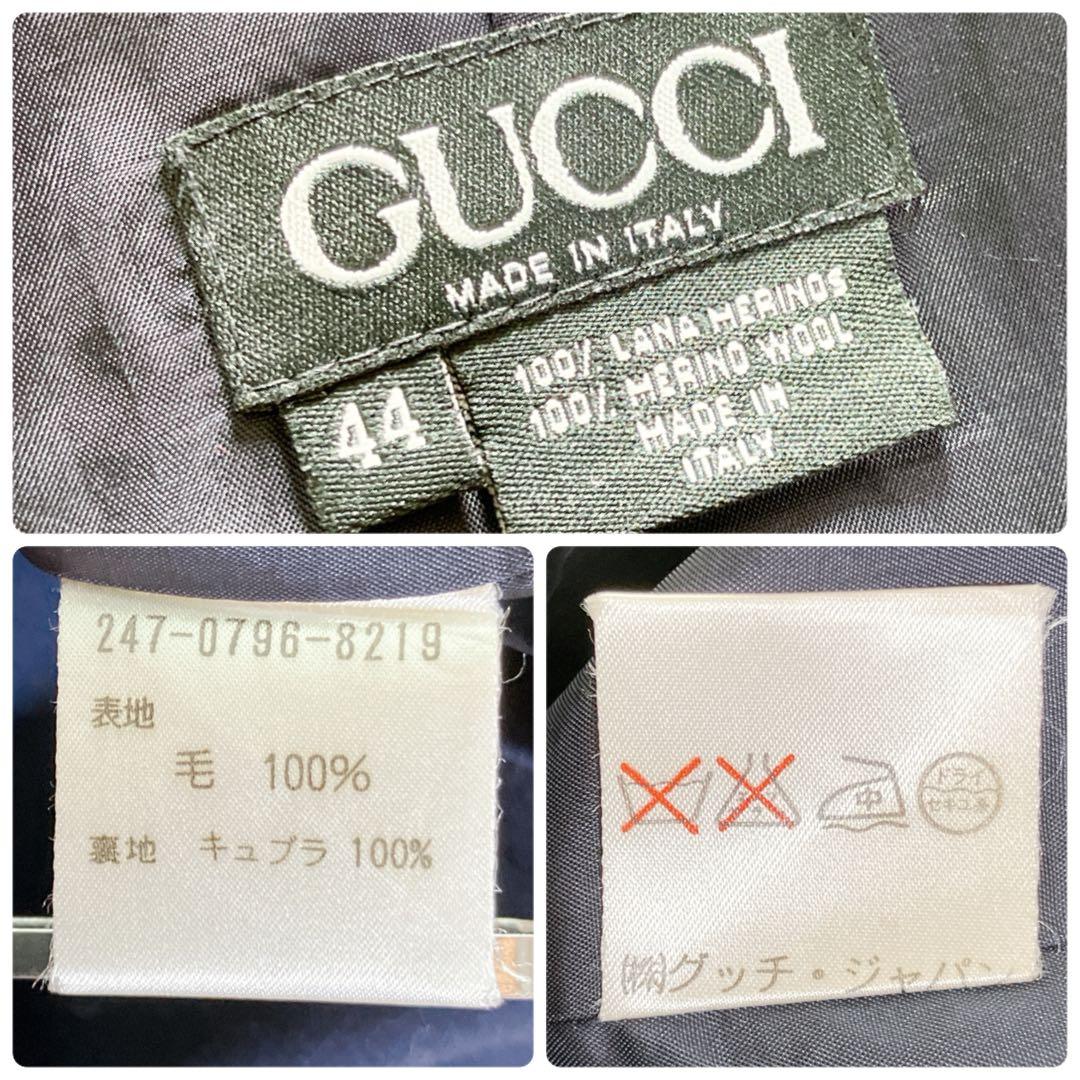 GUCCI
MADE IN ITALY
44
100% LANA MERINOS
100% MERINO WOOL
MADE IN
ITALY
247-0796-8219
表地
毛 100%
裏地 キュプラ 100%
中
ドライ
セキユ系
㈱グッチ・ジャパン